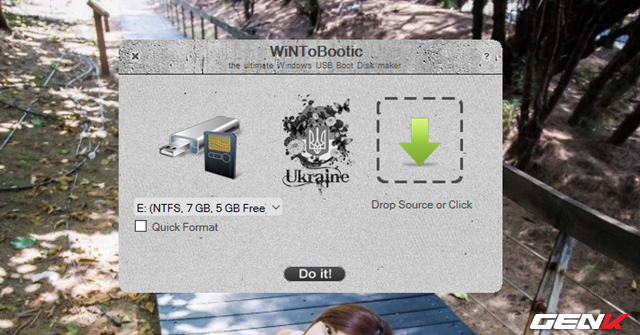 WiNToBootic
the ultimate Windows USB Boot Disk maker
?
Ukraine
E: (NTFS, 7 GB, 5 GB Free)
Drop Source or Click
Quick Format
Do it!
GENK